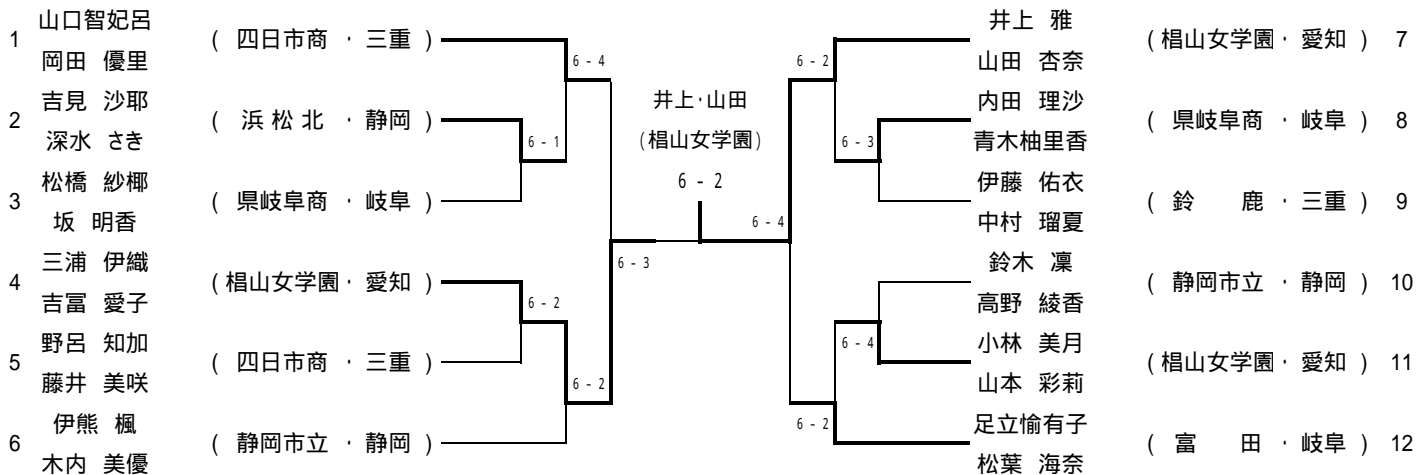 山口智妃呂
1 ( 四日市商 ・ 三重 )
岡田 優里
吉見 沙耶
2 ( 浜 松 北 ・ 静岡 )
深水 さき
松橋 紗椰
3 ( 県岐阜商 ・ 岐阜 )
坂 明香
三浦 伊織
4 ( 椙山女学園 ・ 愛知 )
吉冨 愛子
野呂 知加
5 ( 四日市商 ・ 三重 )
藤井 美咲
伊熊 楓
6 ( 静岡市立 ・ 静岡 )
木内 美優
6 - 4
6 - 1
6 - 2
6 - 2
6 - 3
井上・山田
(椙山女学園)
6 - 2
6 - 4
6 - 2
6 - 3
6 - 4
6 - 2
井上 雅
( 椙山女学園 ・ 愛知 ) 7
山田 杏奈
内田 理沙
( 県岐阜商 ・ 岐阜 ) 8
青木柚里香
伊藤 佑衣
( 鈴 鹿 ・ 三重 ) 9
中村 瑠夏
鈴木 凜
( 静岡市立 ・ 静岡 ) 10
高野 綾香
小林 美月
( 椙山女学園 ・ 愛知 ) 11
山本 彩莉
足立愉有子
( 富 田 ・ 岐阜 ) 12
松葉 海奈